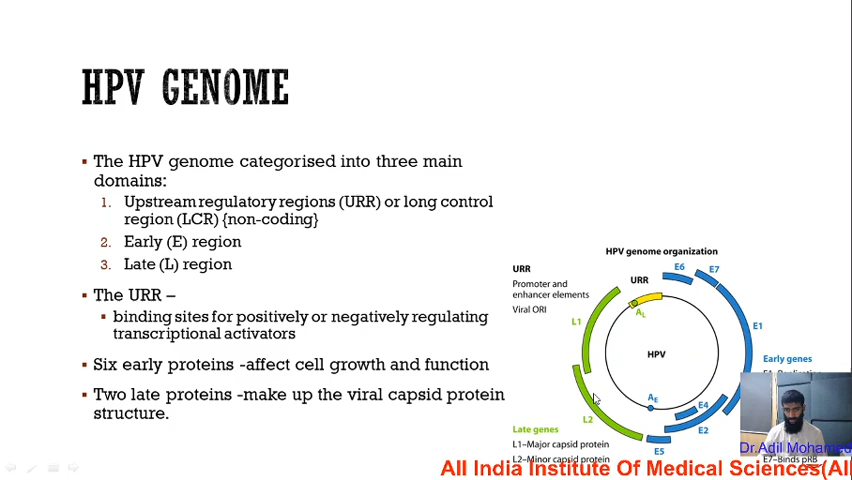 HPV GENOME
▪ The HPV genome categorised into three main
domains:
1. Upstream regulatory regions (URR) or long control
region (LCR) {non-coding}
2. Early (E) region
3. Late (L) region
▪ The URR –
▪ binding sites for positively or negatively regulating
transcriptional activators
▪ Six early proteins -affect cell growth and function
▪ Two late proteins -make up the viral capsid protein
structure.
HPV genome organization
URR
Promoter and
enhancer elements
Viral ORI
URR
E6
E7
AL
L1
E1
HPV
Early genes
AE
E4
L2
E2
E5
Late genes
L1–Major capsid protein
L2–Minor capsid protein
E7–Binds pRB
Dr.Adil Mohamed
All India Institute Of Medical Sciences(All